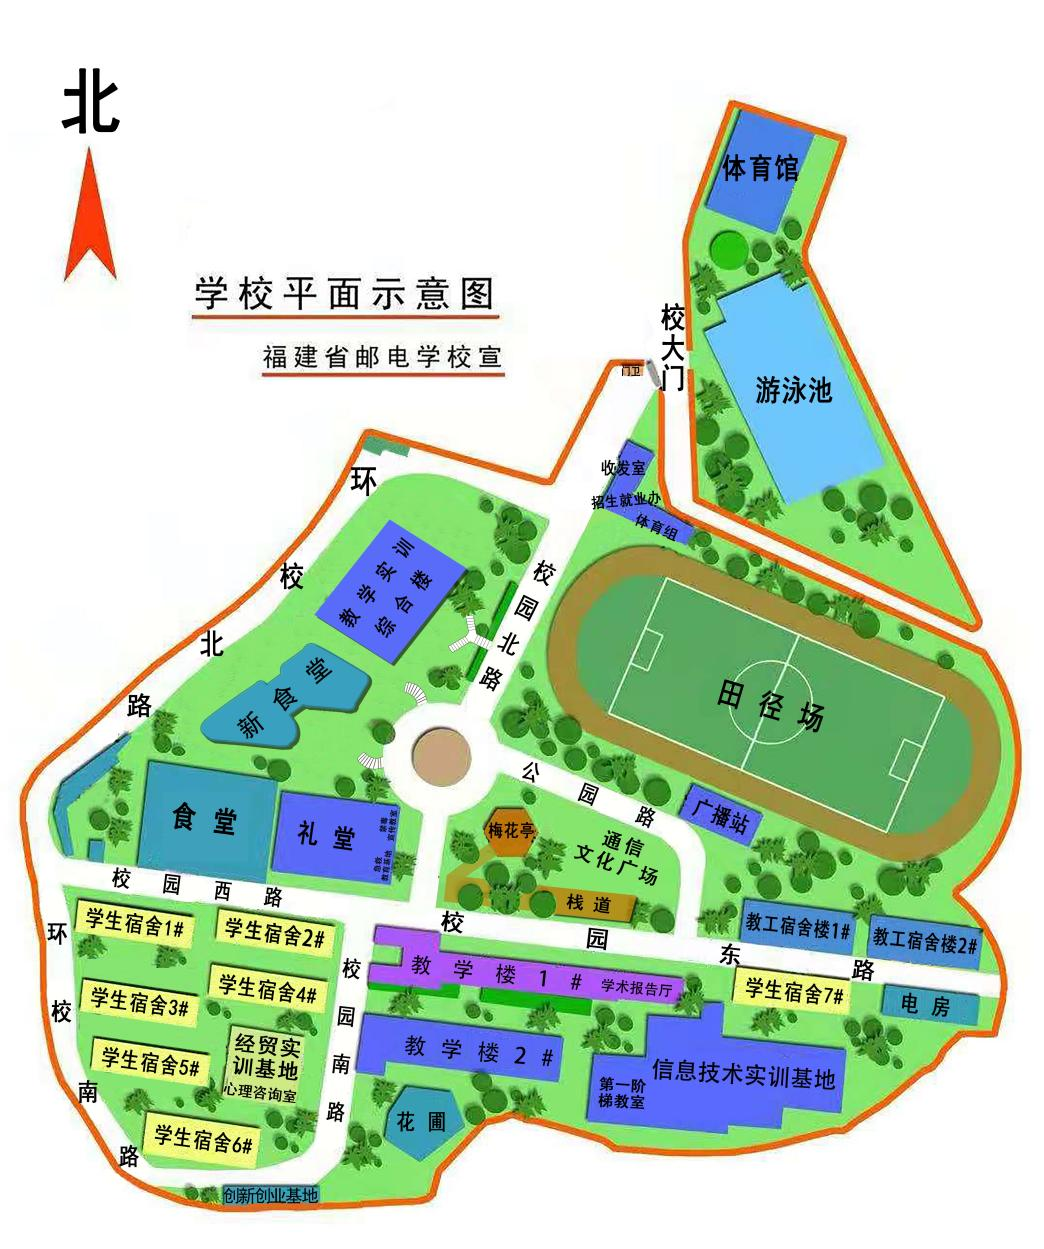 北
体育馆
学校平面示意图
福建省邮电学校宣
校大门
门卫
游泳池
收发室
招生就业办
体育组
环校北路
教学实训
综合楼
校园北路
新食堂
田径场
公园路
广播站
食堂
礼堂
梅花亭
通信
文化广场
栈道
校园西路
校园东路
学生宿舍1#
学生宿舍2#
教工宿舍楼1#
教工宿舍楼2#
环校南路
校园南路
教学楼1#
学术报告厅
学生宿舍3#
学生宿舍4#
学生宿舍7#
电房
教学楼2#
学生宿舍5#
经贸实
训基地
心理咨询室
信息技术实训基地
第一阶
梯教室
花圃
学生宿舍6#
创新创业基地